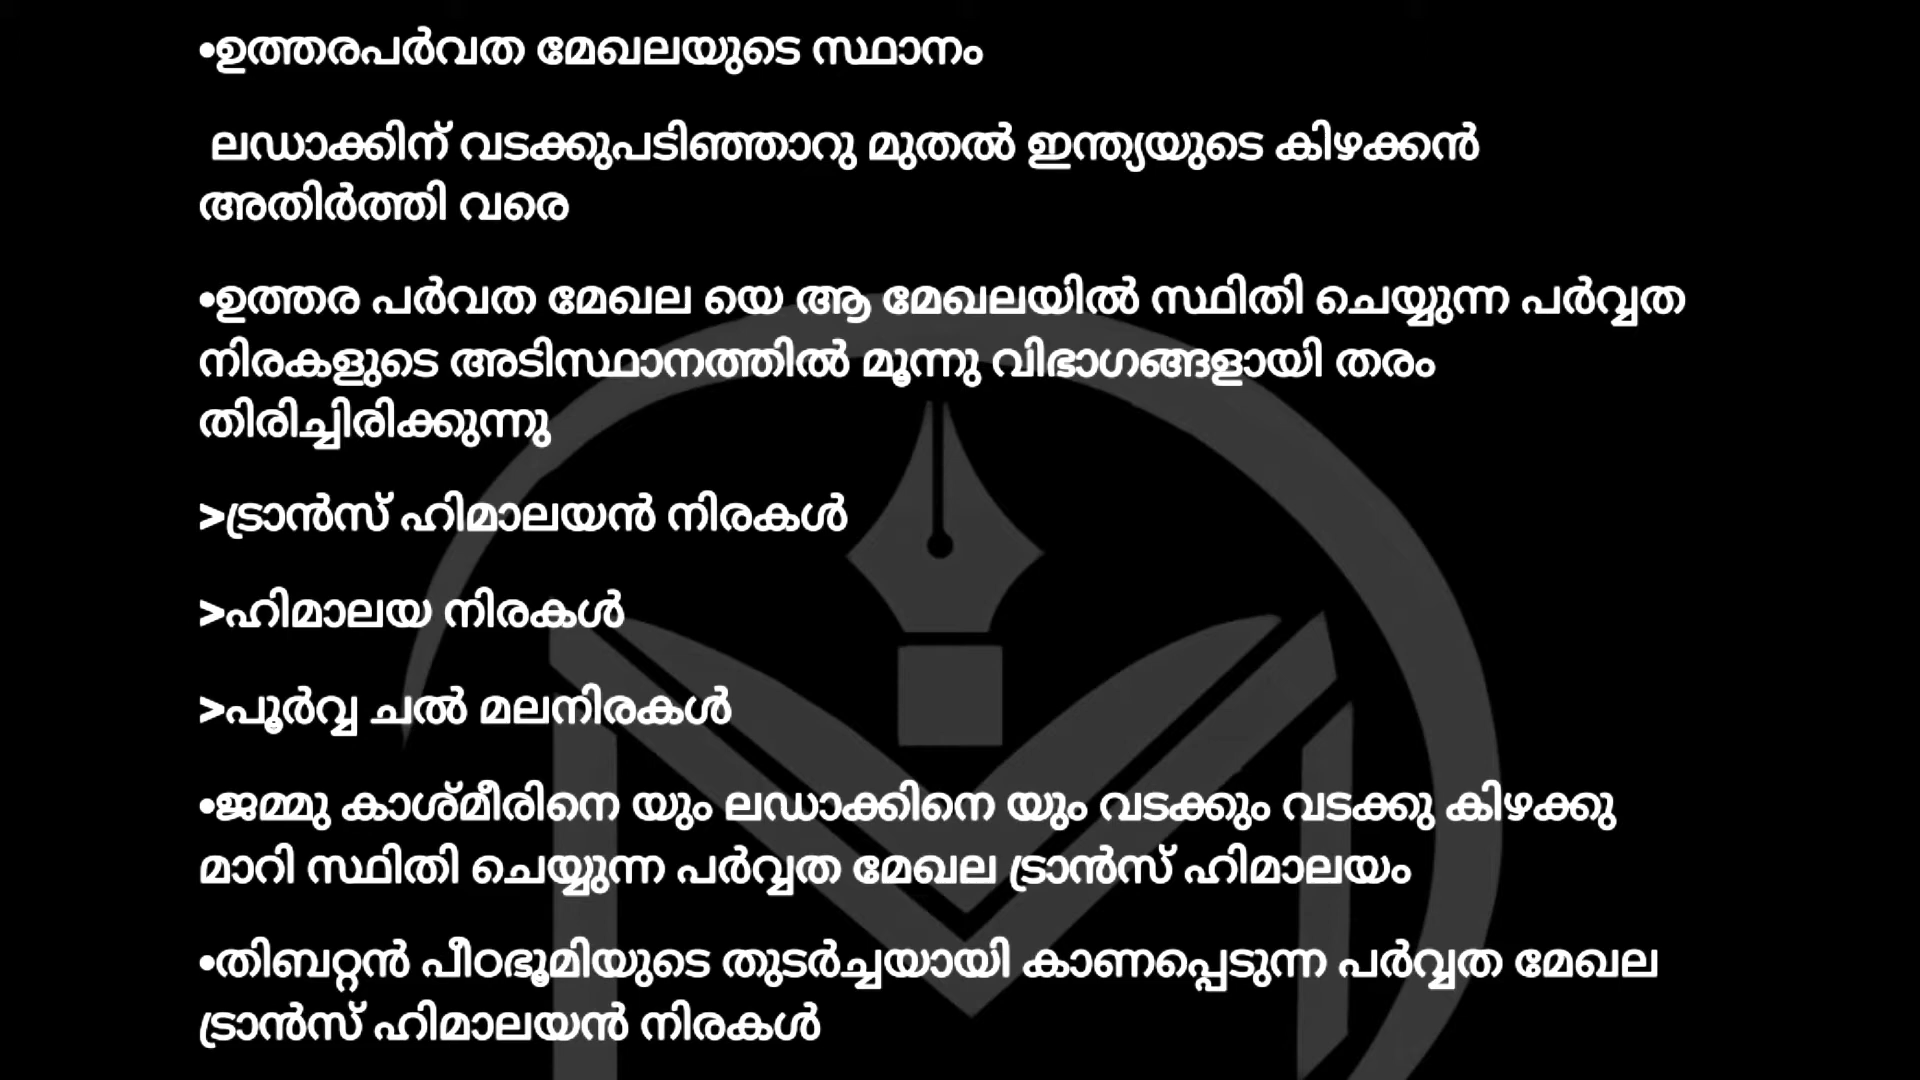 •ഉത്തരപർവത മേഖലയുടെ സ്ഥാനം
ലഡാക്കിന് വടക്കുപടിഞ്ഞാറു മുതൽ ഇന്ത്യയുടെ കിഴക്കൻ
അതിർത്തി വരെ
•ഉത്തര പർവത മേഖല യെ ആ മേഖലയിൽ സ്ഥിതി ചെയ്യുന്ന പർവ്വത
നിരകളുടെ അടിസ്ഥാനത്തിൽ മൂന്നു വിഭാഗങ്ങളായി തരം
തിരിച്ചിരിക്കുന്നു
>ട്രാൻസ് ഹിമാലയൻ നിരകൾ
>ഹിമാലയ നിരകൾ
>പൂർവ്വ ചൽ മലനിരകൾ
•ജമ്മു കാശ്മീരിനെ യും ലഡാക്കിനെ യും വടക്കും വടക്കു കിഴക്കു
മാറി സ്ഥിതി ചെയ്യുന്ന പർവ്വത മേഖല ട്രാൻസ് ഹിമാലയം
•തിബറ്റൻ പീഠഭൂമിയുടെ തുടർച്ചയായി കാണപ്പെടുന്ന പർവ്വത മേഖല
ട്രാൻസ് ഹിമാലയൻ നിരകൾ